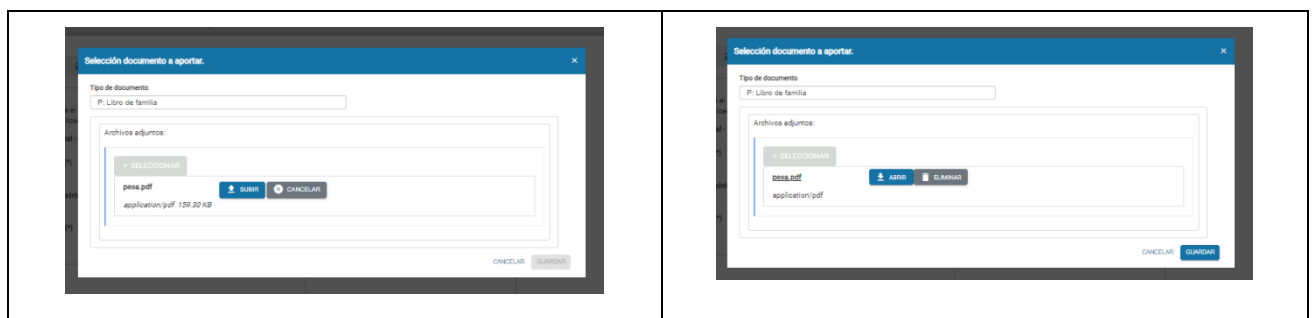 Selección documento a aportar. ×
Tipo de documento
P: Libro de familia
Archivos adjuntos:
+ SELECCIONAR
pesa.pdf SUBIR CANCELAR
application/pdf 159.30 KB
CANCELAR GUARDAR
Selección documento a aportar. ×
Tipo de documento
P: Libro de familia
Archivos adjuntos:
+ SELECCIONAR
pesa.pdf ABRIR ELIMINAR
application/pdf
CANCELAR GUARDAR